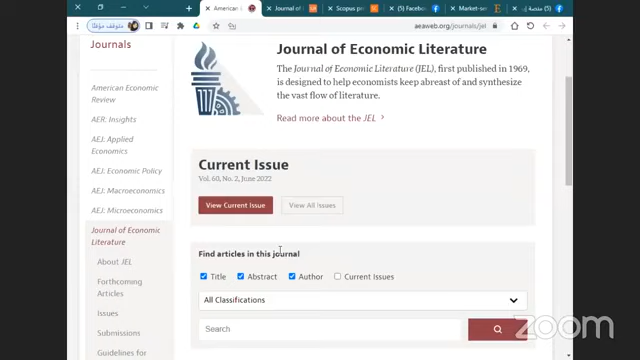 American E
Journal of E
Scopus pr
(5) Faceboo
Market-se
متوقف مؤقتًا
aeaweb.org/journals/jel
Journals
American Economic
Review
AER: Insights
AEJ: Applied
Economics
AEJ: Economic Policy
AEJ: Macroeconomics
AEJ: Microeconomics
Journal of Economic
Literature
About JEL
Forthcoming
Articles
Issues
Submissions
Guidelines for
Journal of Economic Literature
The Journal of Economic Literature (JEL), first published in 1969,
is designed to help economists keep abreast of and synthesize
the vast flow of literature.
Read more about the JEL >
Current Issue
Vol. 60, No. 2, June 2022
View Current Issue
View All Issues
Find articles in this journal
Title
Abstract
Author
Current Issues
All Classifications
Search
zoom